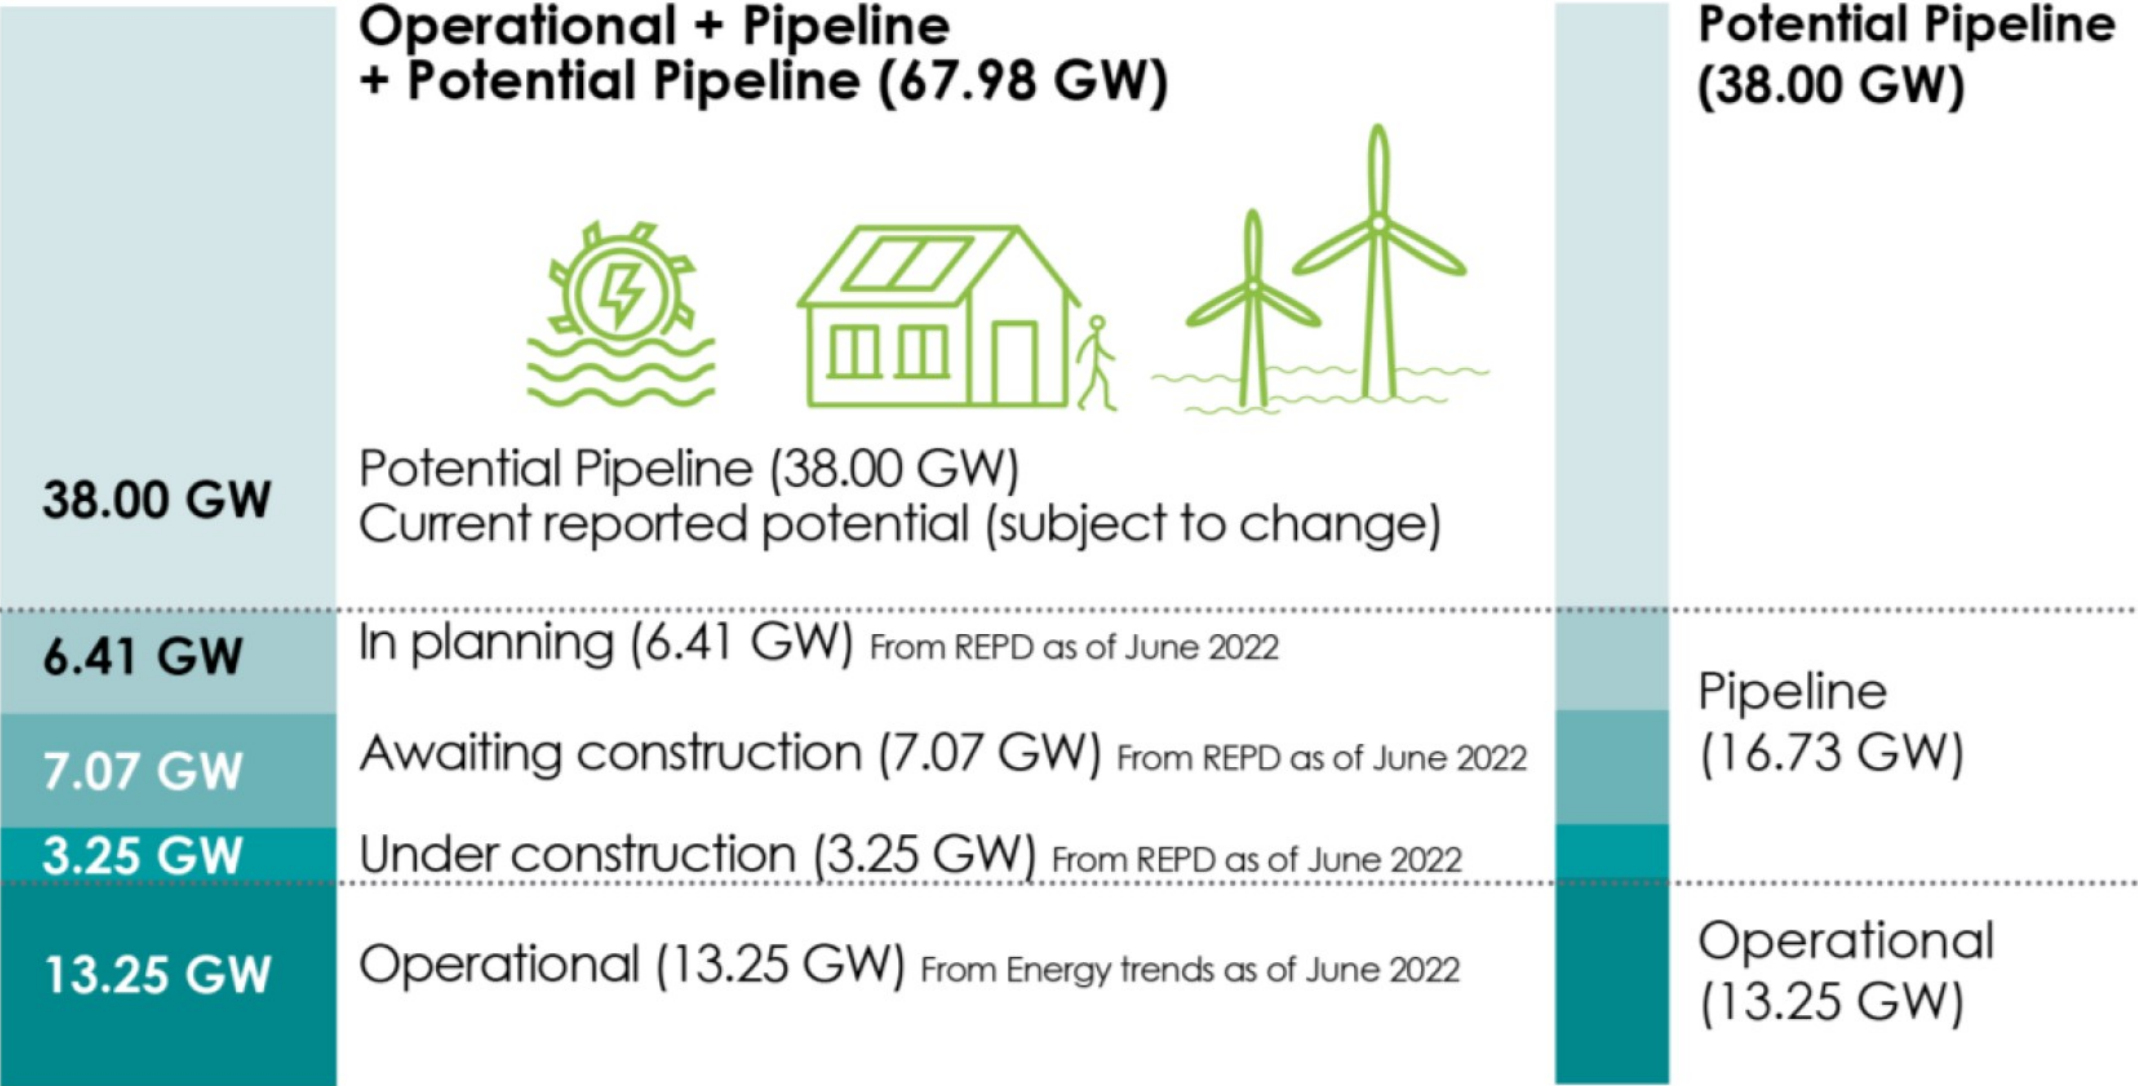 Operational + Pipeline
+ Potential Pipeline (67.98 GW)
Potential Pipeline
(38.00 GW)
38.00 GW
Potential Pipeline (38.00 GW)
Current reported potential (subject to change)
6.41 GW
In planning (6.41 GW) From REPD as of June 2022
7.07 GW
Awaiting construction (7.07 GW) From REPD as of June 2022
Pipeline
(16.73 GW)
3.25 GW
Under construction (3.25 GW) From REPD as of June 2022
13.25 GW
Operational (13.25 GW) From Energy trends as of June 2022
Operational
(13.25 GW)